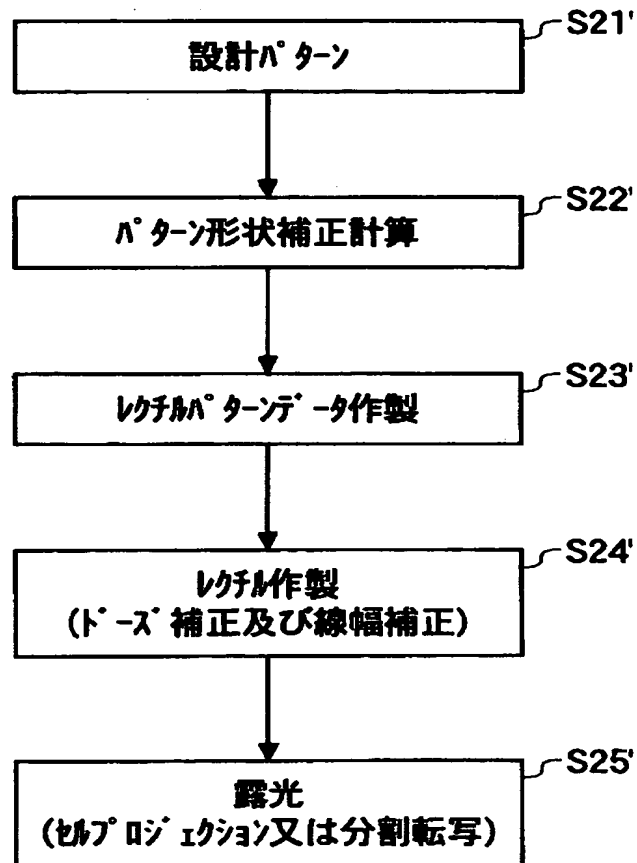 S21'
設計ﾊﾟﾀｰﾝ
S22'
ﾊﾟﾀｰﾝ形状補正計算
S23'
ﾚｸﾁﾙﾊﾟﾀｰﾝﾃﾞｰﾀ作製
S24'
ﾚｸﾁﾙ作製
(ﾄﾞｰｽﾞ補正及び線幅補正)
S25'
露光
(ｾﾙﾌﾟﾛｼﾞｪｸｼｮﾝ又は分割転写)